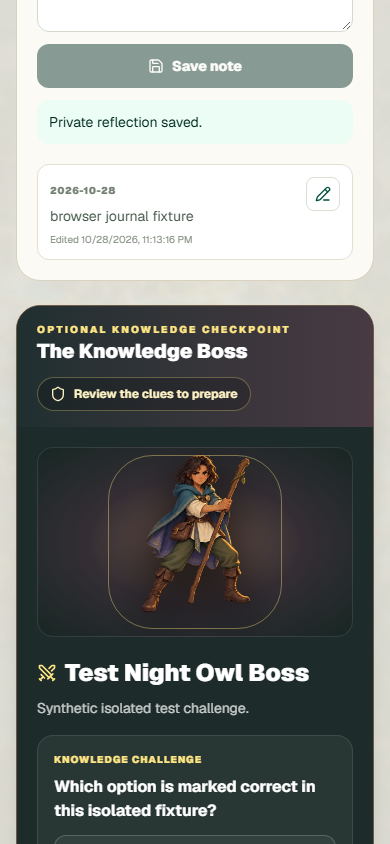 Save note
Private reflection saved.
2026-10-28
browser journal fixture
Edited 10/28/2026, 11:13:16 PM
OPTIONAL KNOWLEDGE CHECKPOINT
The Knowledge Boss
Review the clues to prepare
Test Night Owl Boss
Synthetic isolated test challenge.
KNOWLEDGE CHALLENGE
Which option is marked correct in
this isolated fixture?